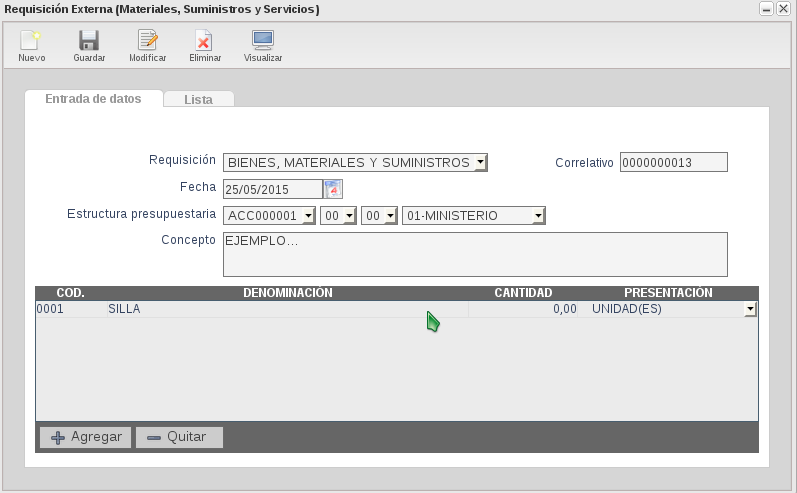 Requisición Externa (Materiales, Suministros y Servicios)
Nuevo Guardar Modificar Eliminar Visualizar
Entrada de datos Lista
Requisición BIENES, MATERIALES Y SUMINISTROS Correlativo 0000000013
Fecha 25/05/2015
Estructura presupuestaria ACC000001 00 00 01-MINISTERIO
Concepto EJEMPLO...
COD. DENOMINACIÓN CANTIDAD PRESENTACIÓN
0001 SILLA 0,00 UNIDAD(ES)
Agregar Quitar